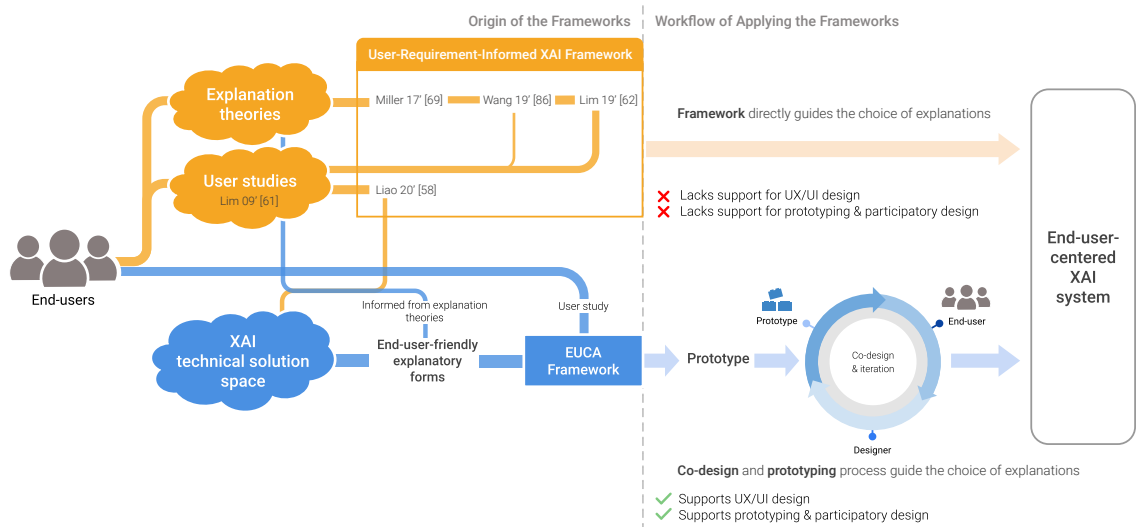 Origin of the Frameworks
Workflow of Applying the Frameworks
User-Requirement-Informed XAI Framework
Explanation
theories
Miller 17' [69]
Wang 19' [86]
Lim 19' [62]
User studies
Lim 09' [61]
Liao 20' [58]
Framework directly guides the choice of explanations
Lacks support for UX/UI design
Lacks support for prototyping & participatory design
End-users
End-user-
centered
XAI
system
Informed from explanation
theories
User study
XAI
technical solution
space
End-user-friendly
explanatory
forms
EUCA
Framework
Prototype
Prototype
End-user
Co-design
& iteration
Designer
Co-design and prototyping process guide the choice of explanations
Supports UX/UI design
Supports prototyping & participatory design